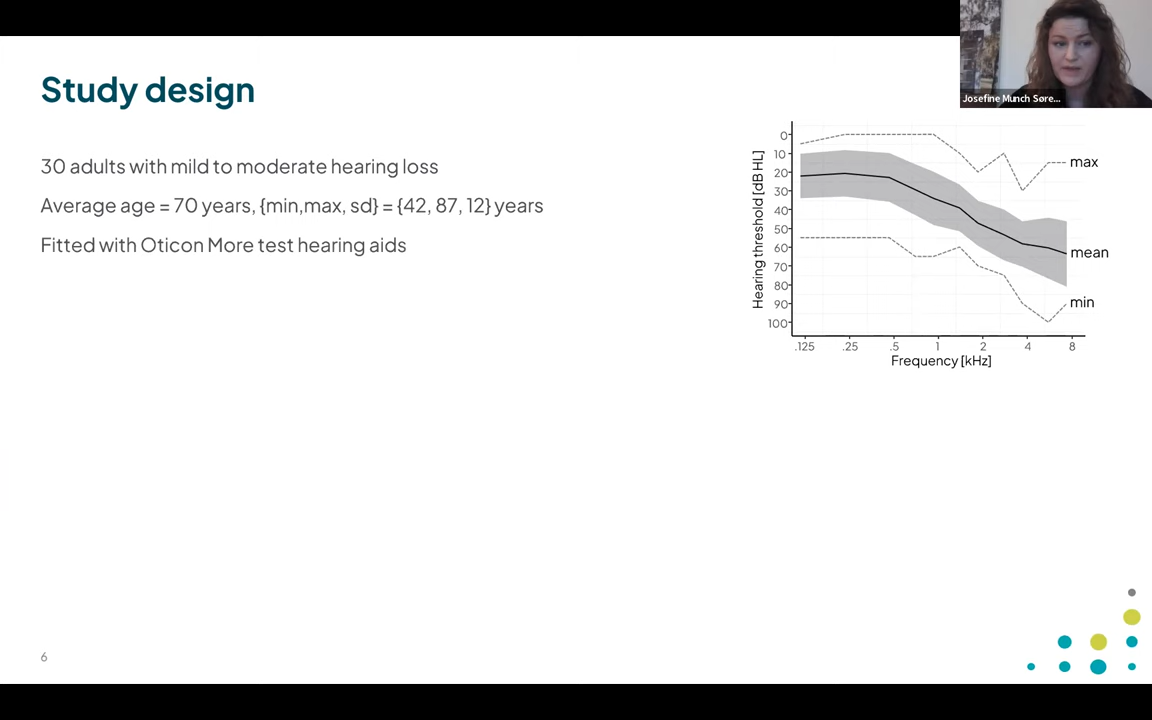 Study design
Josefine Munch Søre...
30 adults with mild to moderate hearing loss
Average age = 70 years, {min,max, sd} = {42, 87, 12} years
Fitted with Oticon More test hearing aids
Hearing threshold [dB HL]
0
10
20
30
40
50
60
70
80
90
100
max
mean
min
.125 .25 .5 1 2 4 8
Frequency [kHz]
6